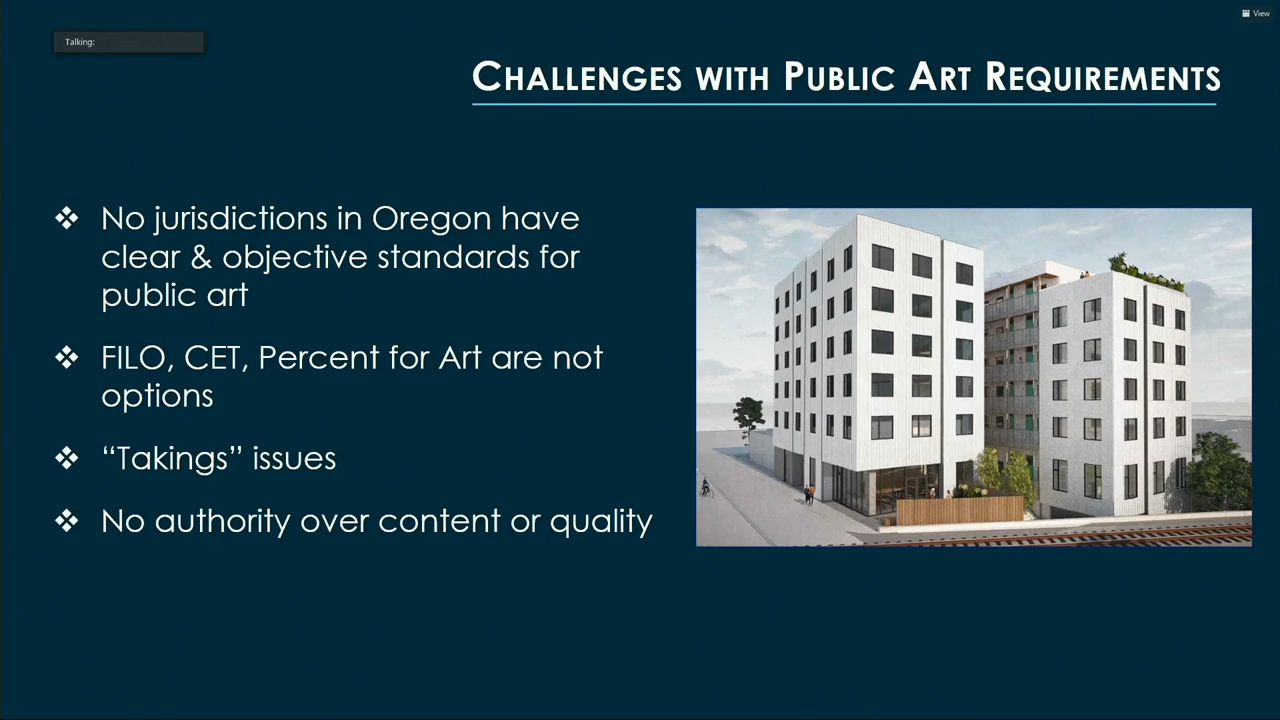 View
Talking:
Challenges with Public Art Requirements
❖ No jurisdictions in Oregon have
clear & objective standards for
public art
❖ FILO, CET, Percent for Art are not
options
❖ “Takings” issues
❖ No authority over content or quality